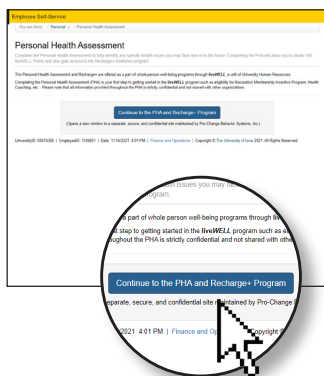 Employee Self-Service
You are here: Personal » Personal Health Assessment
Personal Health Assessment
Complete the Personal Health Assessment to help identify any specific health issues you may face now or in the future. Completing the PHA will allow you to obtain 100
liveWELL Points and also gain access to the Recharge+ Assistance program.
The Personal Health Assessment and Recharge+ are offered as a part of whole person well-being programs through liveWELL, a unit of University Human Resources.
Completing the Personal Health Assessment (PHA) is your first step to getting started in the liveWELL program such as eligibility for Recreation Membership Incentive Program, Health
Coaching, etc. Please note that all information provided throughout the PHA is strictly confidential and not shared with other organizations.
Continue to the PHA and Recharge+ Program
(Opens a new window to a separate, secure, and confidential site maintained by Pro-Change Behavior Systems, Inc.)
2021 4:01 PM | Finance and Operations | Copyright © The University of Iowa 2021. All Rights Reserved
health issues you may fac
rogram.
s part of whole person well-being programs through liv
st step to getting started in the liveWELL program such as el
oughout the PHA is strictly confidential and not shared with othe
Continue to the PHA and Recharge+ Program
eparate, secure, and confidential site maintained by Pro-Change B
2021 4:01 PM | Finance and Op Copyright ©